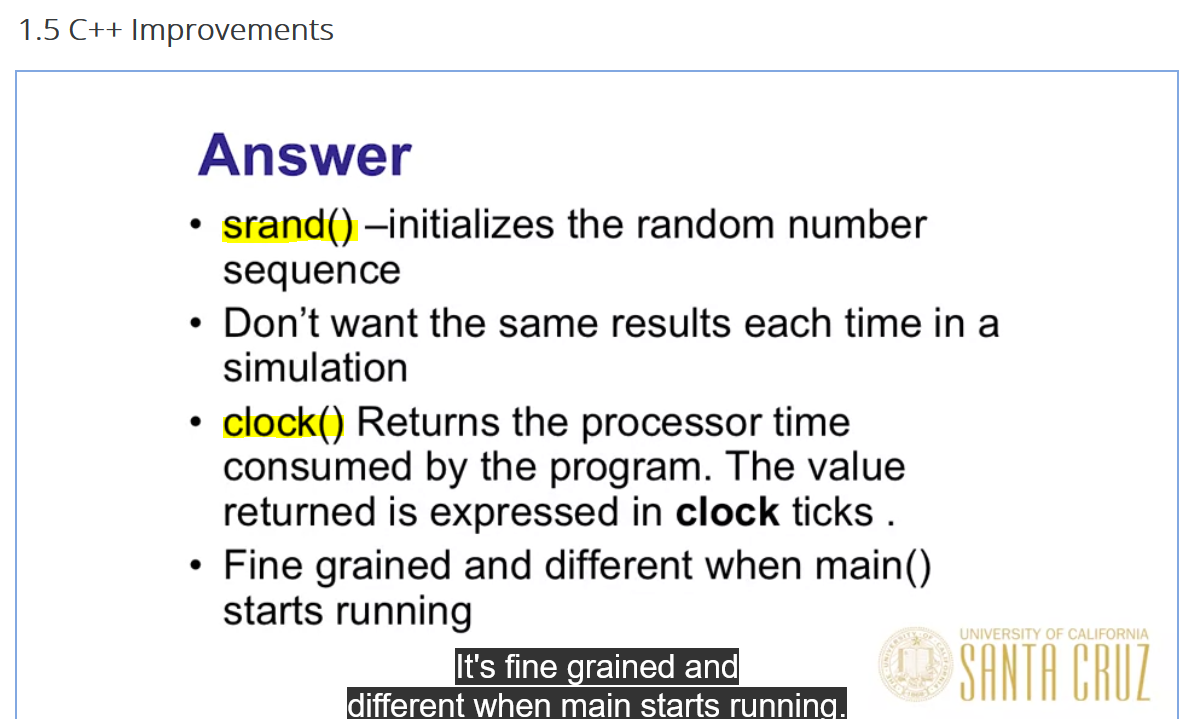 1.5 C++ Improvements
Answer
• srand() –initializes the random number
sequence
• Don't want the same results each time in a
simulation
• clock() Returns the processor time
consumed by the program. The value
returned is expressed in clock ticks .
• Fine grained and different when main()
starts running
UNIVERSITY OF CALIFORNIA
SANTA CRUZ
It's fine grained and
different when main starts running.